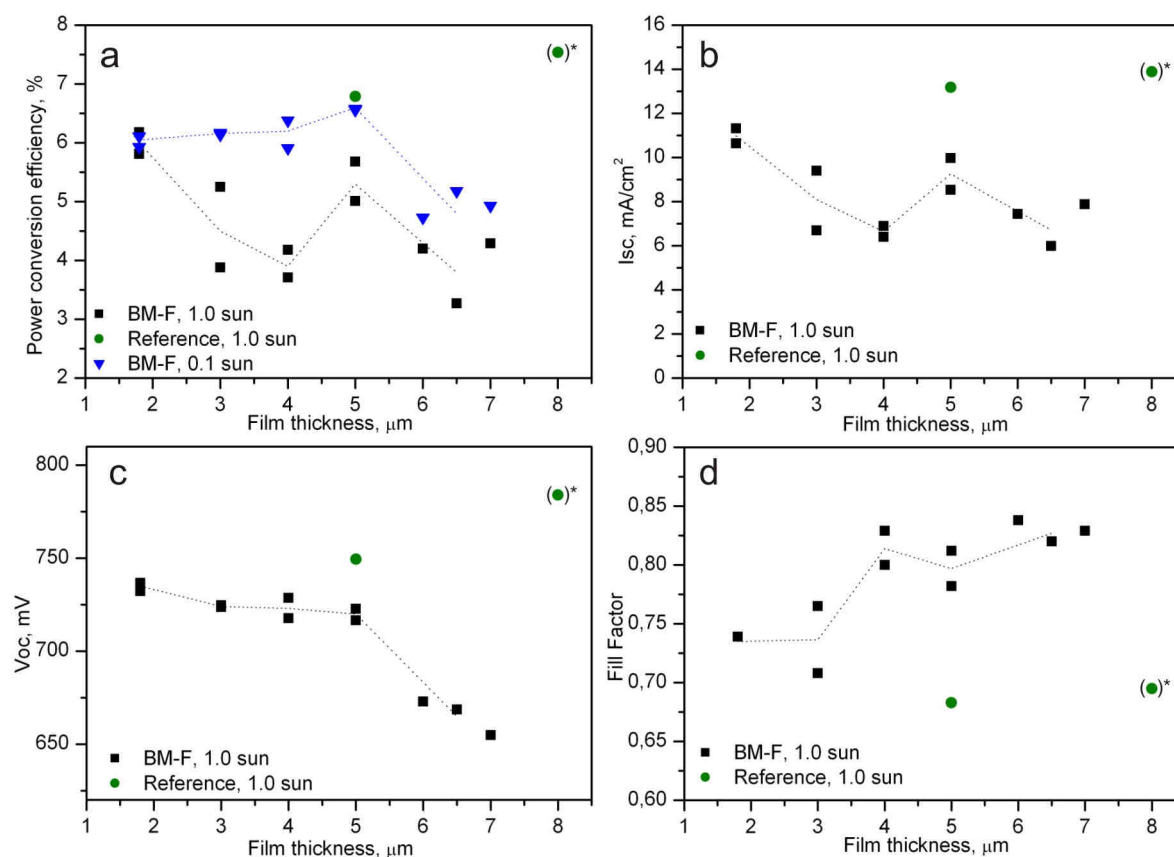 a
Power conversion efficiency, %
8
7
6
5
4
3
2
( )*
BM-F, 1.0 sun
Reference, 1.0 sun
BM-F, 0.1 sun
1 2 3 4 5 6 7 8
Film thickness, μm
b
Isc, mA/cm²
16
14
12
10
8
6
4
2
0
( )*
BM-F, 1.0 sun
Reference, 1.0 sun
1 2 3 4 5 6 7 8
Film thickness, μm
c
Voc, mV
800
750
700
650
( )*
BM-F, 1.0 sun
Reference, 1.0 sun
1 2 3 4 5 6 7 8
Film thickness, μm
d
Fill Factor
0,90
0,85
0,80
0,75
0,70
0,65
0,60
( )*
BM-F, 1.0 sun
Reference, 1.0 sun
1 2 3 4 5 6 7 8
Film thickness, μm